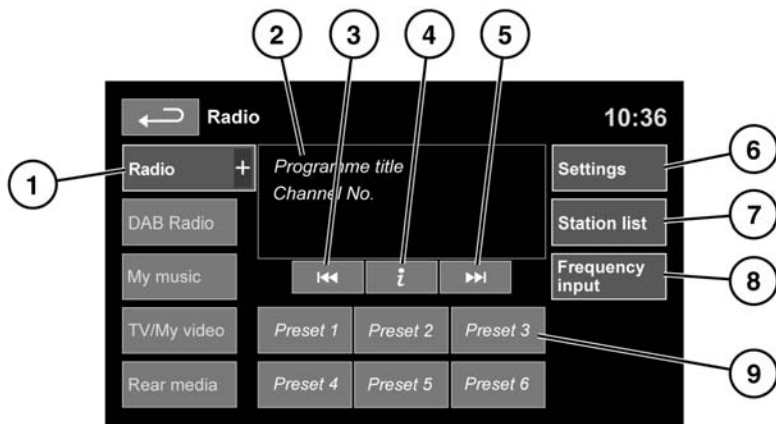 2
3
4
5
Radio
10:36
1
Radio +
Programme title
Channel No.
Settings
6
DAB Radio
Station list
7
My music
i
Frequency
input
8
TV/My video
Preset 1
Preset 2
Preset 3
9
Rear media
Preset 4
Preset 5
Preset 6